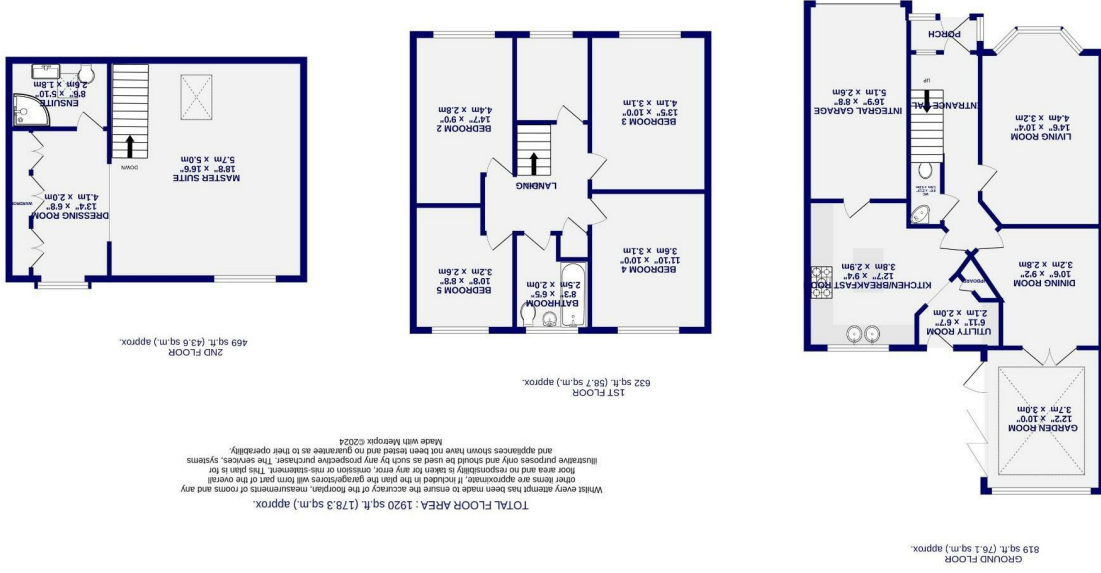 GROUND FLOOR
819 sq.ft. (76.1 sq.m.) approx.
GARDEN ROOM
12'2" x 10'0"
3.7m x 3.0m
UTILITY ROOM
6'11" x 6'7"
2.1m x 2.0m
DINING ROOM
10'6" x 9'2"
3.2m x 2.8m
KITCHEN/BREAKFAST ROO
12'7" x 9'4"
3.8m x 2.9m
LIVING ROOM
14'6" x 10'4"
4.4m x 3.2m
ENTRANCE HALL
UP
INTEGRAL GARAGE
16'9" x 8'8"
5.1m x 2.6m
PORCH
1ST FLOOR
632 sq.ft. (58.7 sq.m.) approx.
BEDROOM 4
11'10" x 10'0"
3.6m x 3.1m
BATHROOM
8'3" x 6'5"
2.5m x 2.0m
BEDROOM 5
10'8" x 8'8"
3.2m x 2.6m
LANDING
BEDROOM 3
13'5" x 10'0"
4.1m x 3.1m
BEDROOM 2
14'7" x 9'0"
4.4m x 2.8m
2ND FLOOR
469 sq.ft. (43.6 sq.m.) approx.
MASTER SUITE
18'8" x 16'6"
5.7m x 5.0m
DOWN
DRESSING ROOM
13'4" x 6'8"
4.1m x 2.0m
ENSUITE
8'6" x 5'10"
2.6m x 1.8m
TOTAL FLOOR AREA : 1920 sq.ft. (178.3 sq.m.) approx.
Whilst every attempt has been made to ensure the accuracy of the floorplan, measurements of rooms and any
other items are approximate, if included in the plan the garage/stores will form part of the overall
floor area and no responsibility is taken for any error, omission or mis-statement. This plan is for
illustrative purposes only and should be used as such by any prospective purchaser. The services, systems
and appliances shown have not been tested and no guarantee as to their operability.
Made with Metropix ©2024